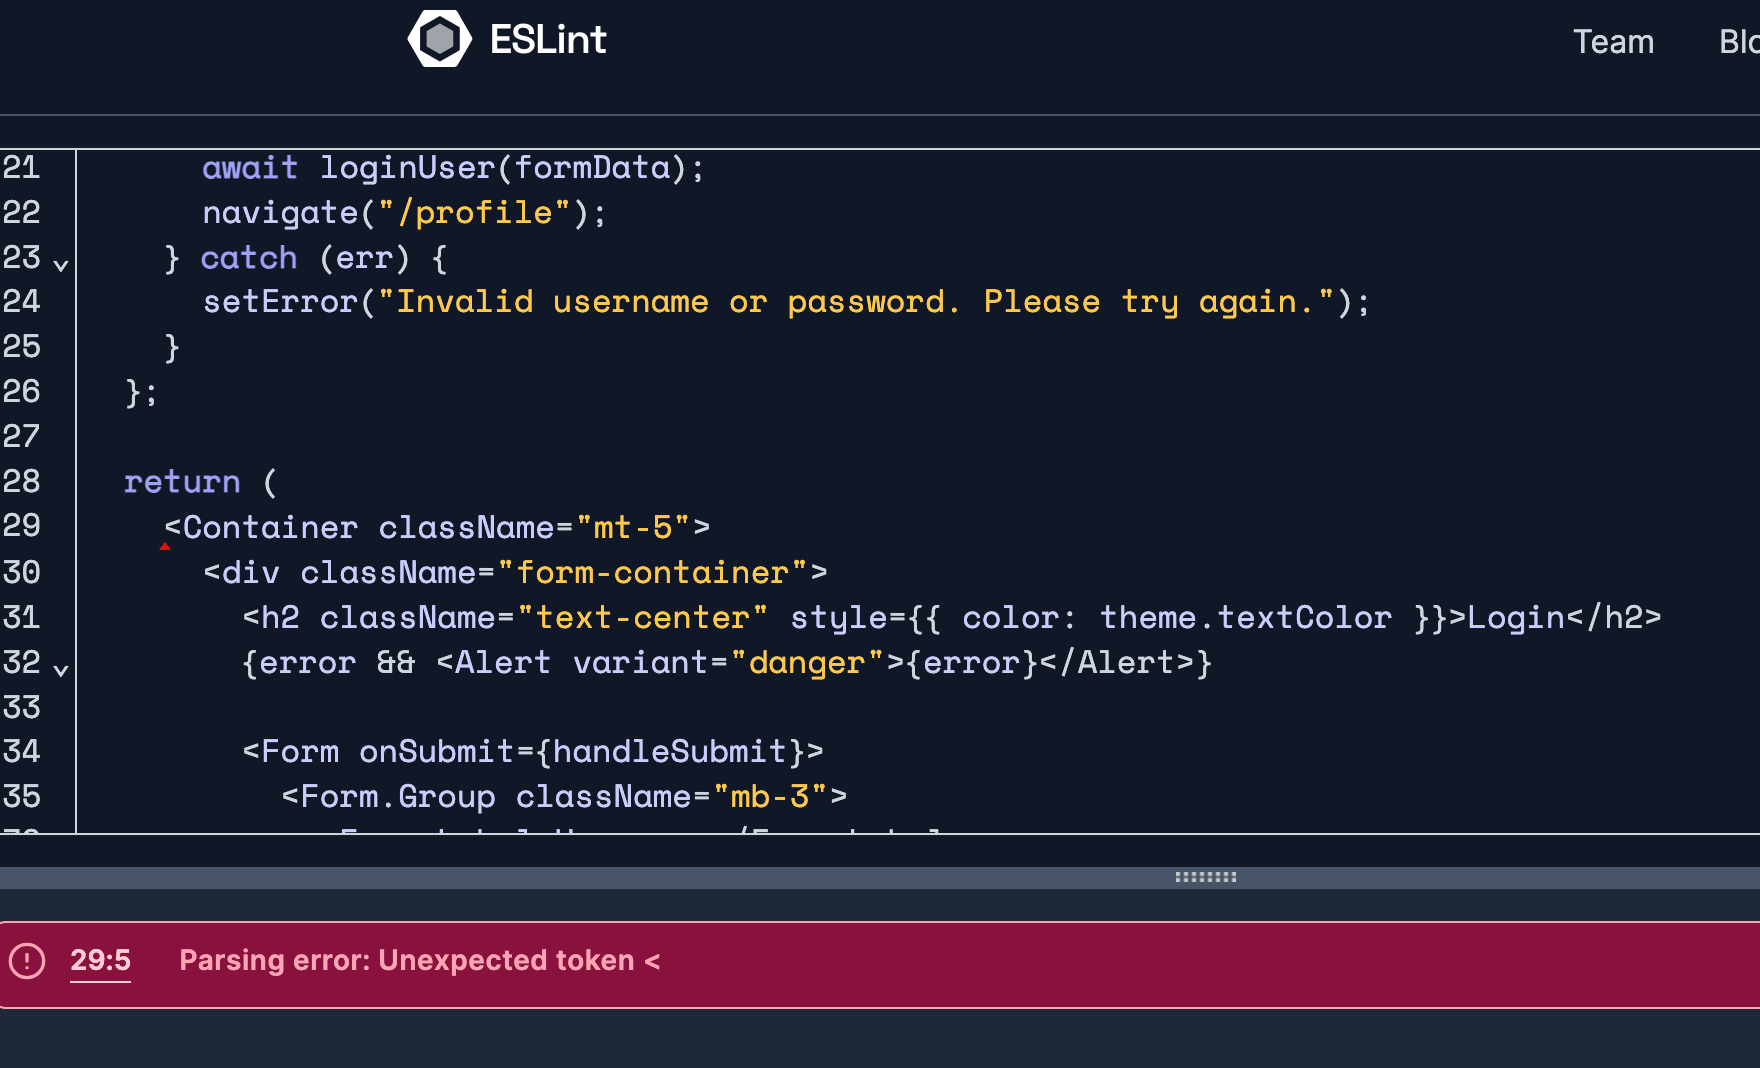 ESLint
Team
21 await loginUser(formData);
22 navigate("/profile");
23 } catch (err) {
24 setError("Invalid username or password. Please try again.");
25 }
26 };
27
28 return (
29 <Container className="mt-5">
30 <div className="form-container">
31 <h2 className="text-center" style={{ color: theme.textColor }}>Login</h2>
32 {error && <Alert variant="danger">{error}</Alert>}
33
34 <Form onSubmit={handleSubmit}>
35 <Form.Group className="mb-3">
29:5 Parsing error: Unexpected token <